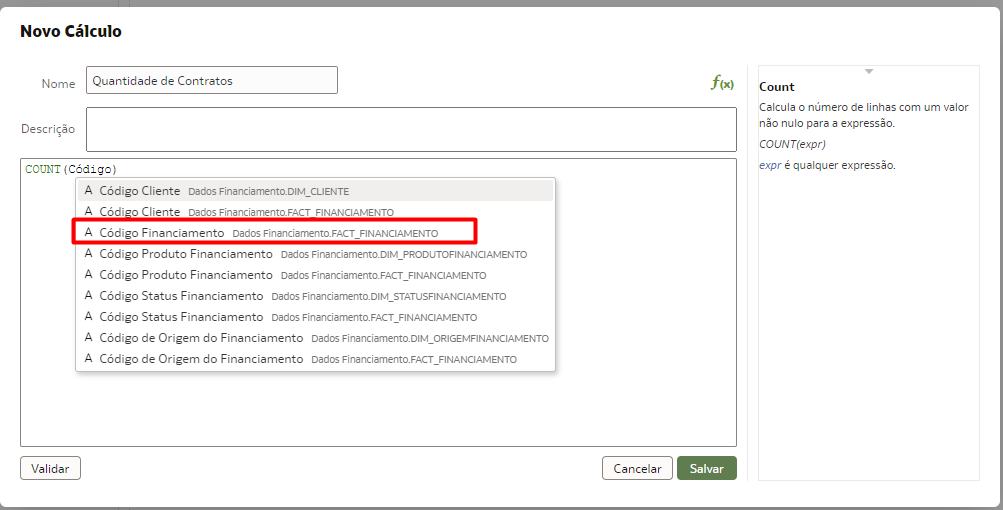 Novo Cálculo
Nome
Quantidade de Contratos
f(x)
Descrição
COUNT(Código)
A Código Cliente Dados Financiamento.DIM_CLIENTE
A Código Cliente Dados Financiamento.FACT_FINANCIAMENTO
A Código Financiamento Dados Financiamento.FACT_FINANCIAMENTO
A Código Produto Financiamento Dados Financiamento.DIM_PRODUTOFINANCIAMENTO
A Código Produto Financiamento Dados Financiamento.FACT_FINANCIAMENTO
A Código Status Financiamento Dados Financiamento.DIM_STATUSFINANCIAMENTO
A Código Status Financiamento Dados Financiamento.FACT_FINANCIAMENTO
A Código de Origem do Financiamento Dados Financiamento.DIM_ORIGEMFINANCIAMENTO
A Código de Origem do Financiamento Dados Financiamento.FACT_FINANCIAMENTO
Validar
Cancelar
Salvar
Count
Calcula o número de linhas com um valor
não nulo para a expressão.
COUNT(expr)
expr é qualquer expressão.